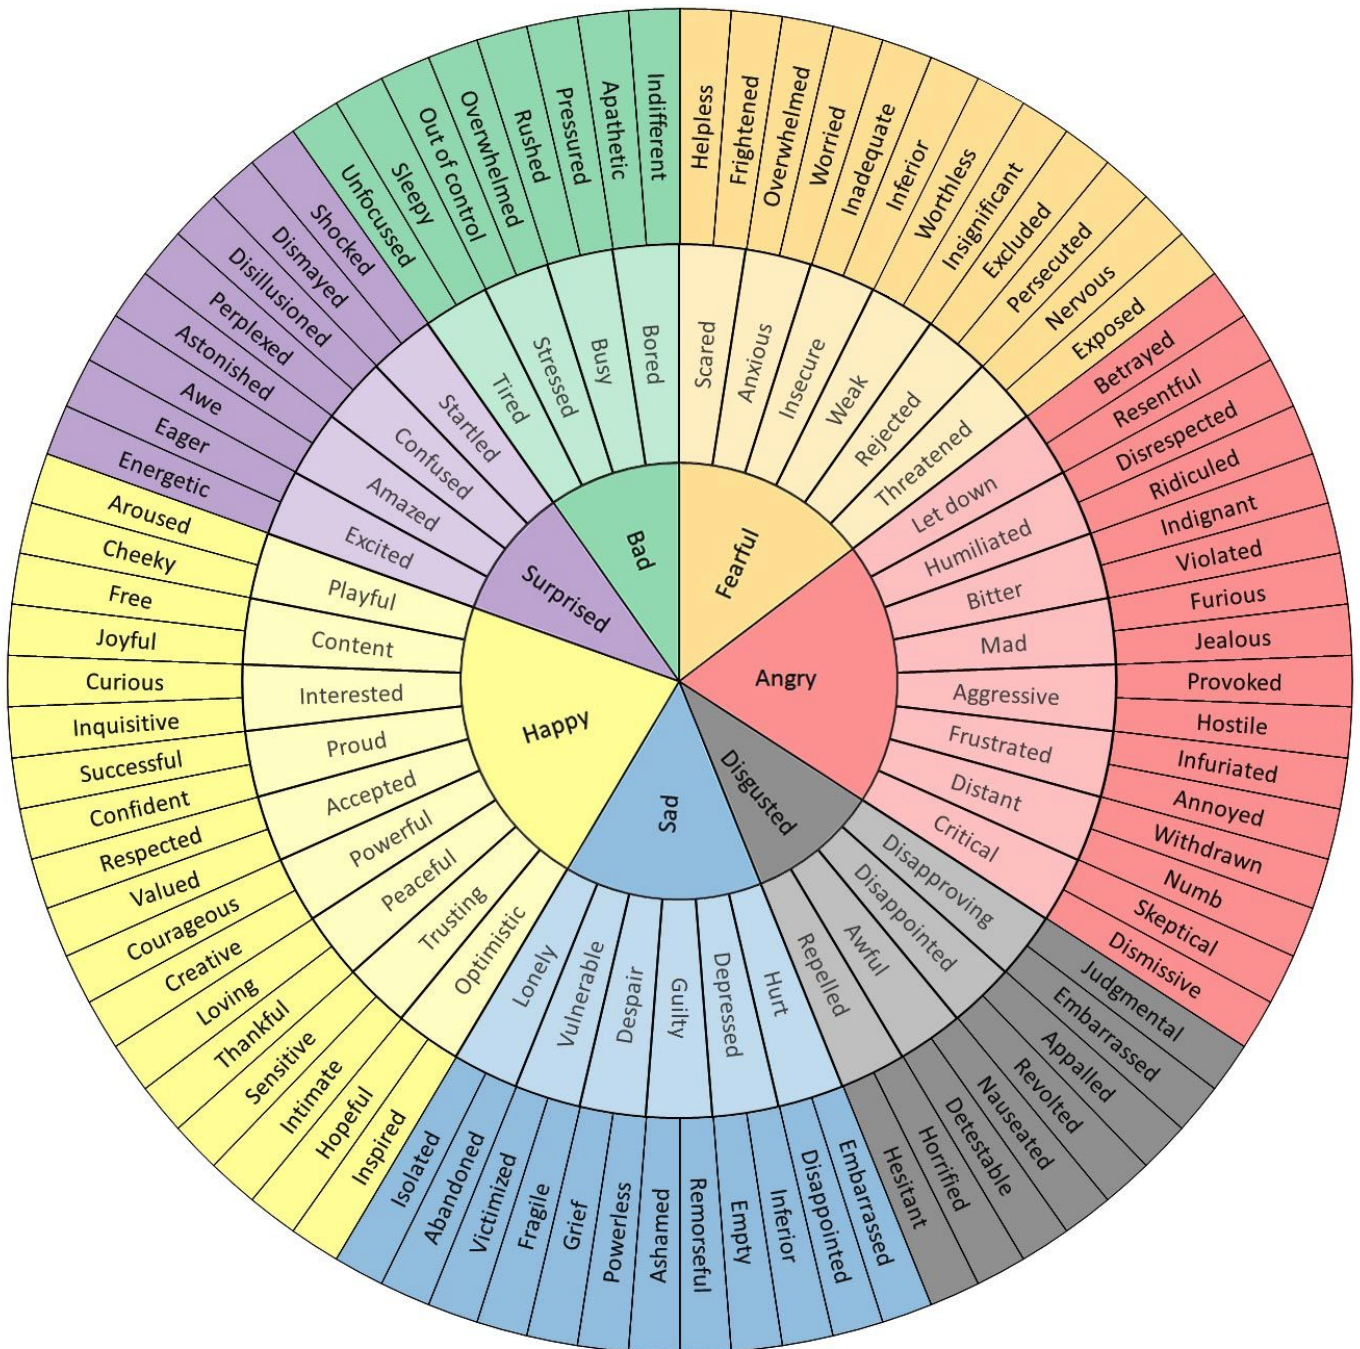 Fearful
Angry
Disgusted
Sad
Happy
Surprised
Bad
Scared
Anxious
Insecure
Weak
Rejected
Threatened
Let down
Humiliated
Bitter
Mad
Aggressive
Frustrated
Distant
Critical
Disapproving
Disappointed
Awful
Repelled
Hurt
Depressed
Guilty
Despair
Vulnerable
Lonely
Optimistic
Trusting
Peaceful
Powerful
Accepted
Proud
Interested
Content
Playful
Excited
Amazed
Confused
Startled
Tired
Stressed
Busy
Bored
Helpless
Frightened
Overwhelmed
Worried
Inadequate
Inferior
Worthless
Insignificant
Excluded
Persecuted
Nervous
Exposed
Betrayed
Resentful
Disrespected
Ridiculed
Indignant
Violated
Furious
Jealous
Provoked
Hostile
Infuriated
Annoyed
Withdrawn
Numb
Skeptical
Dismissive
Judgmental
Embarrassed
Appalled
Revolted
Nauseated
Detestable
Horrified
Hesitant
Embarrassed
Disappointed
Inferior
Empty
Remorseful
Ashamed
Powerless
Grief
Fragile
Victimized
Abandoned
Isolated
Inspired
Hopeful
Intimate
Sensitive
Thankful
Loving
Creative
Courageous
Valued
Respected
Confident
Successful
Inquisitive
Curious
Joyful
Free
Cheeky
Aroused
Energetic
Eager
Awe
Astonished
Perplexed
Disillusioned
Dismayed
Shocked
Unfocussed
Sleepy
Out of control
Overwhelmed
Rushed
Pressured
Apathetic
Indifferent